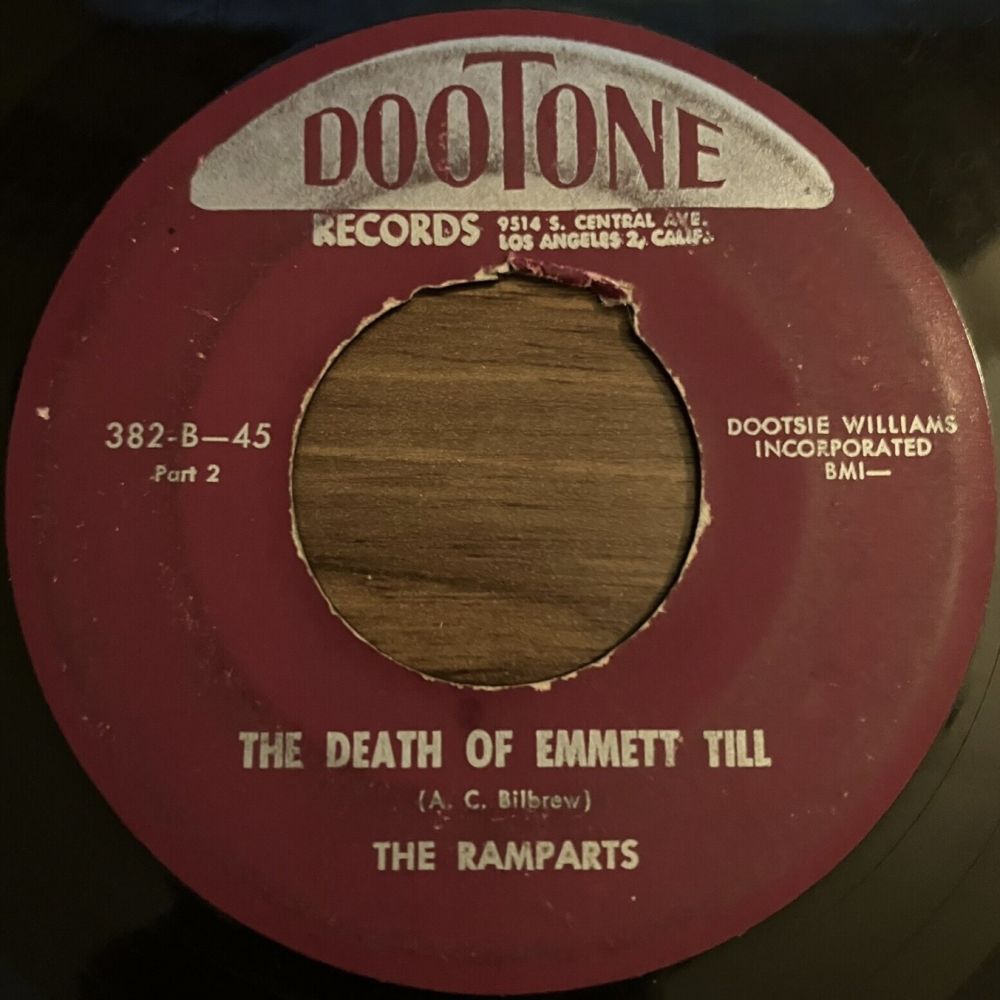 DOOTONE
RECORDS 9514 S. CENTRAL AVE.
LOS ANGELES 2, CALIF.
382-B—45
Part 2
DOOTSIE WILLIAMS
INCORPORATED
BMI—
THE DEATH OF EMMETT TILL
(A. C. Bilbrew)
THE RAMPARTS